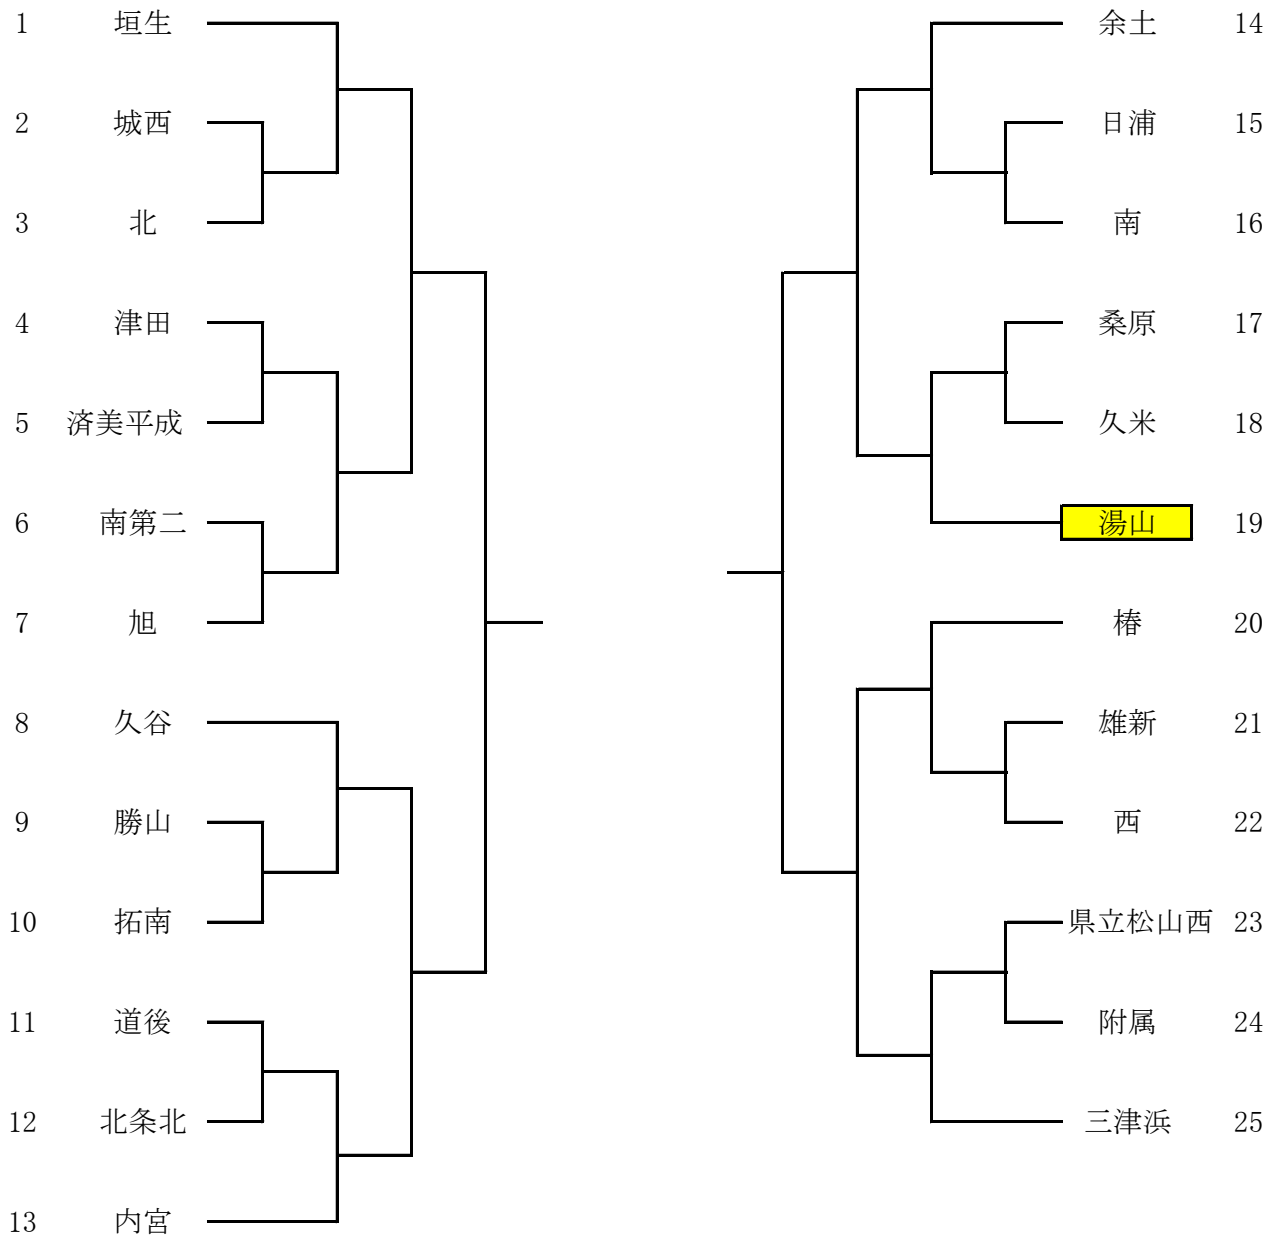 1 垣生
2 城西
3 北
4 津田
5 済美平成
6 南第二
7 旭
8 久谷
9 勝山
10 拓南
11 道後
12 北条北
13 内宮
余土 14
日浦 15
南 16
桑原 17
久米 18
湯山 19
椿 20
雄新 21
西 22
県立松山西 23
附属 24
三津浜 25